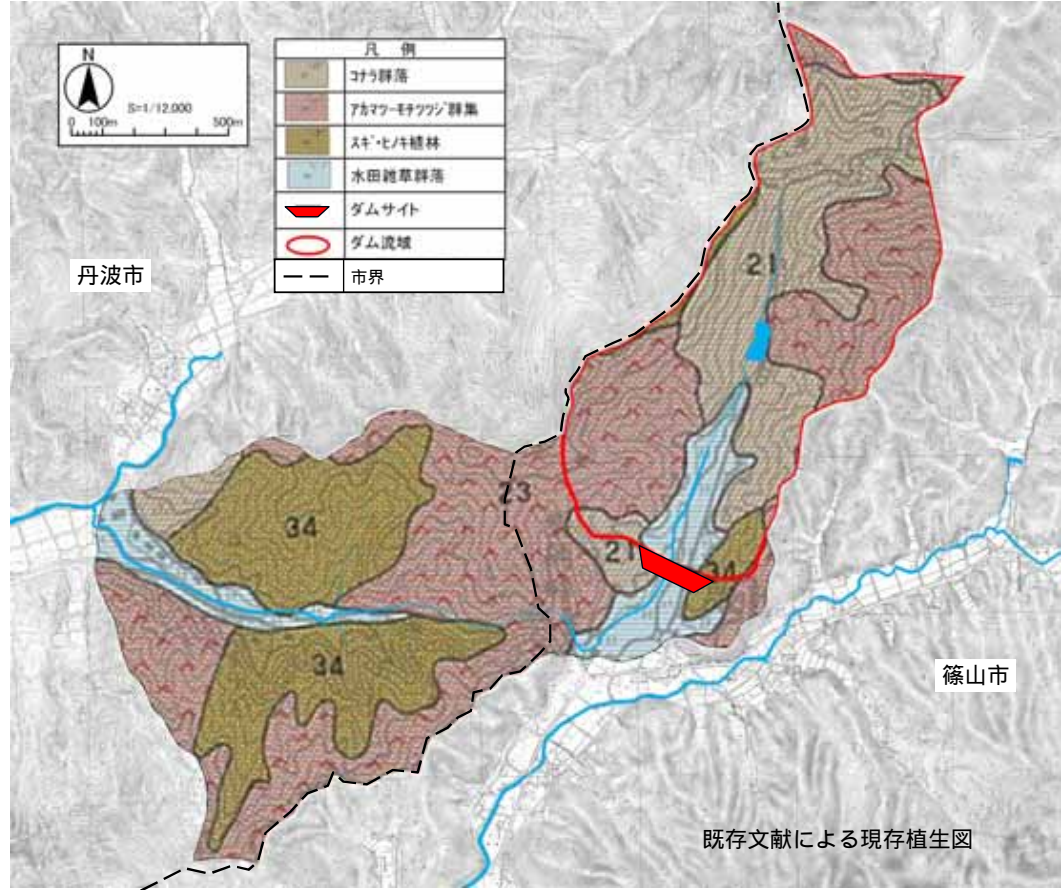 N
S=1/12,000
0 100m 500m
凡 例
コナラ群落
アカマツーモチツツジ群集
スギ・ヒノキ植林
水田雑草群落
ダムサイト
ダム流域
市界
丹波市
21
23
34
21
34
34
篠山市
既存文献による現存植生図